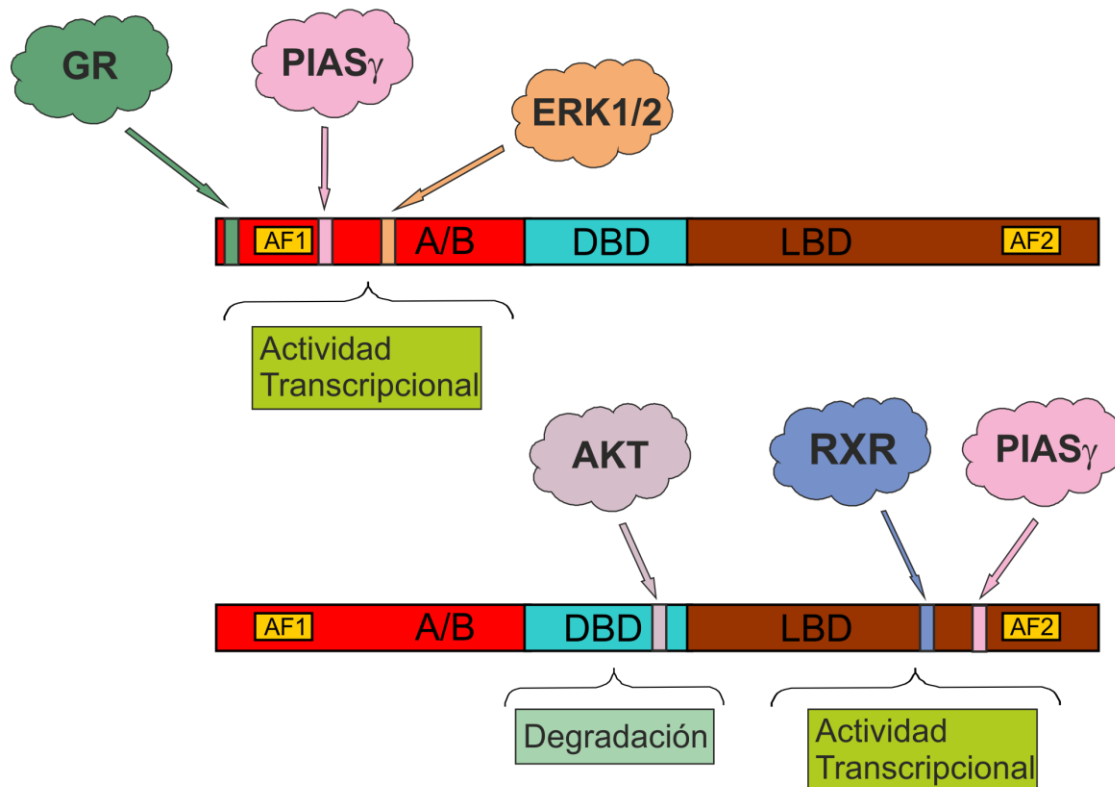 GR
PIASγ
ERK1/2
AF1
A/B
DBD
LBD
AF2
Actividad
Transcripcional
AKT
RXR
PIASγ
AF1
A/B
DBD
LBD
AF2
Degradación
Actividad
Transcripcional